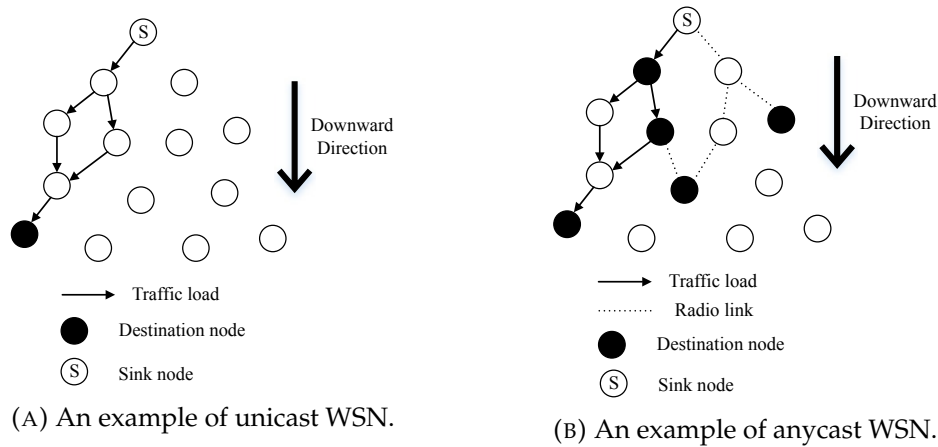 S
Downward
Direction
Traffic load
Destination node
S
Sink node
(A) An example of unicast WSN.
S
Downward
Direction
Traffic load
Radio link
Destination node
S
Sink node
(B) An example of anycast WSN.